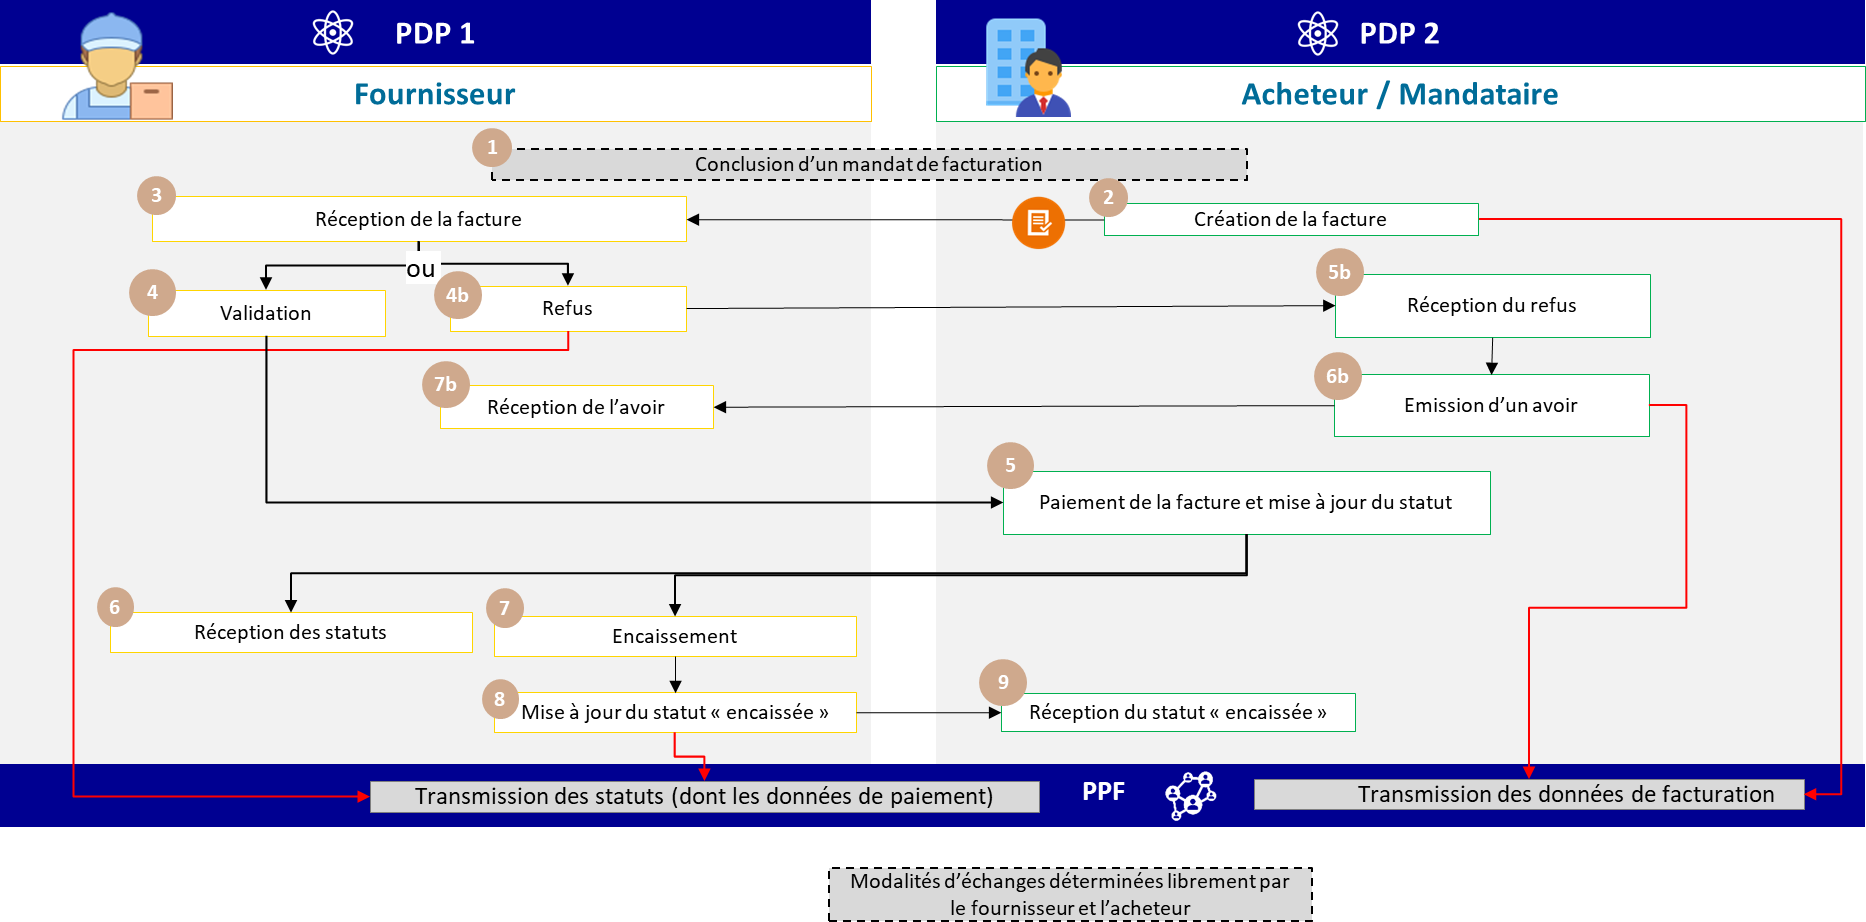 PDP 1
PDP 2
Fournisseur
Acheteur / Mandataire
1
Conclusion d’un mandat de facturation
3
Réception de la facture
2
Création de la facture
ou
4
Validation
4b
Refus
5b
Réception du refus
7b
Réception de l’avoir
6b
Emission d’un avoir
5
Paiement de la facture et mise à jour du statut
6
Réception des statuts
7
Encaissement
8
Mise à jour du statut « encaissée »
9
Réception du statut « encaissée »
Transmission des statuts (dont les données de paiement)
PPF
Transmission des données de facturation
Modalités d’échanges déterminées librement par
le fournisseur et l’acheteur